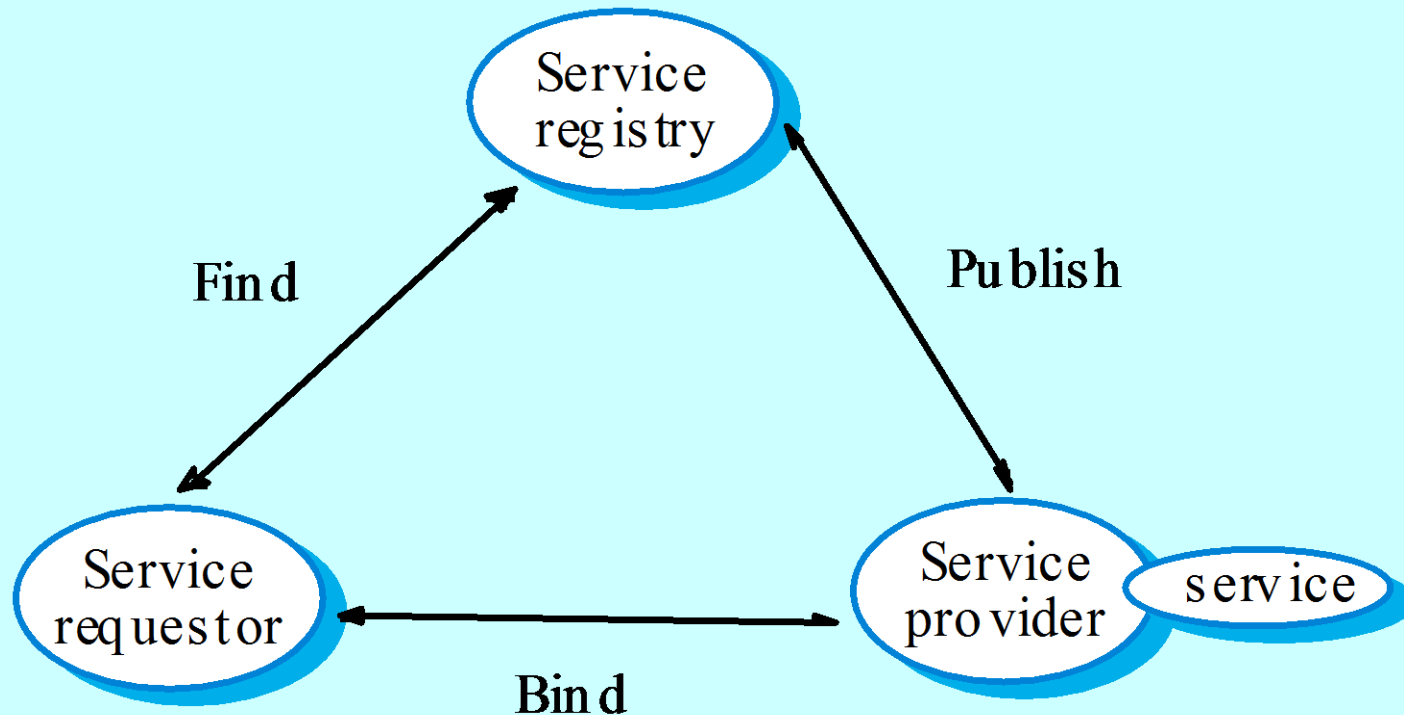 Service
registry
Find
Publish
Service
requestor
Service
provider
service
Bind